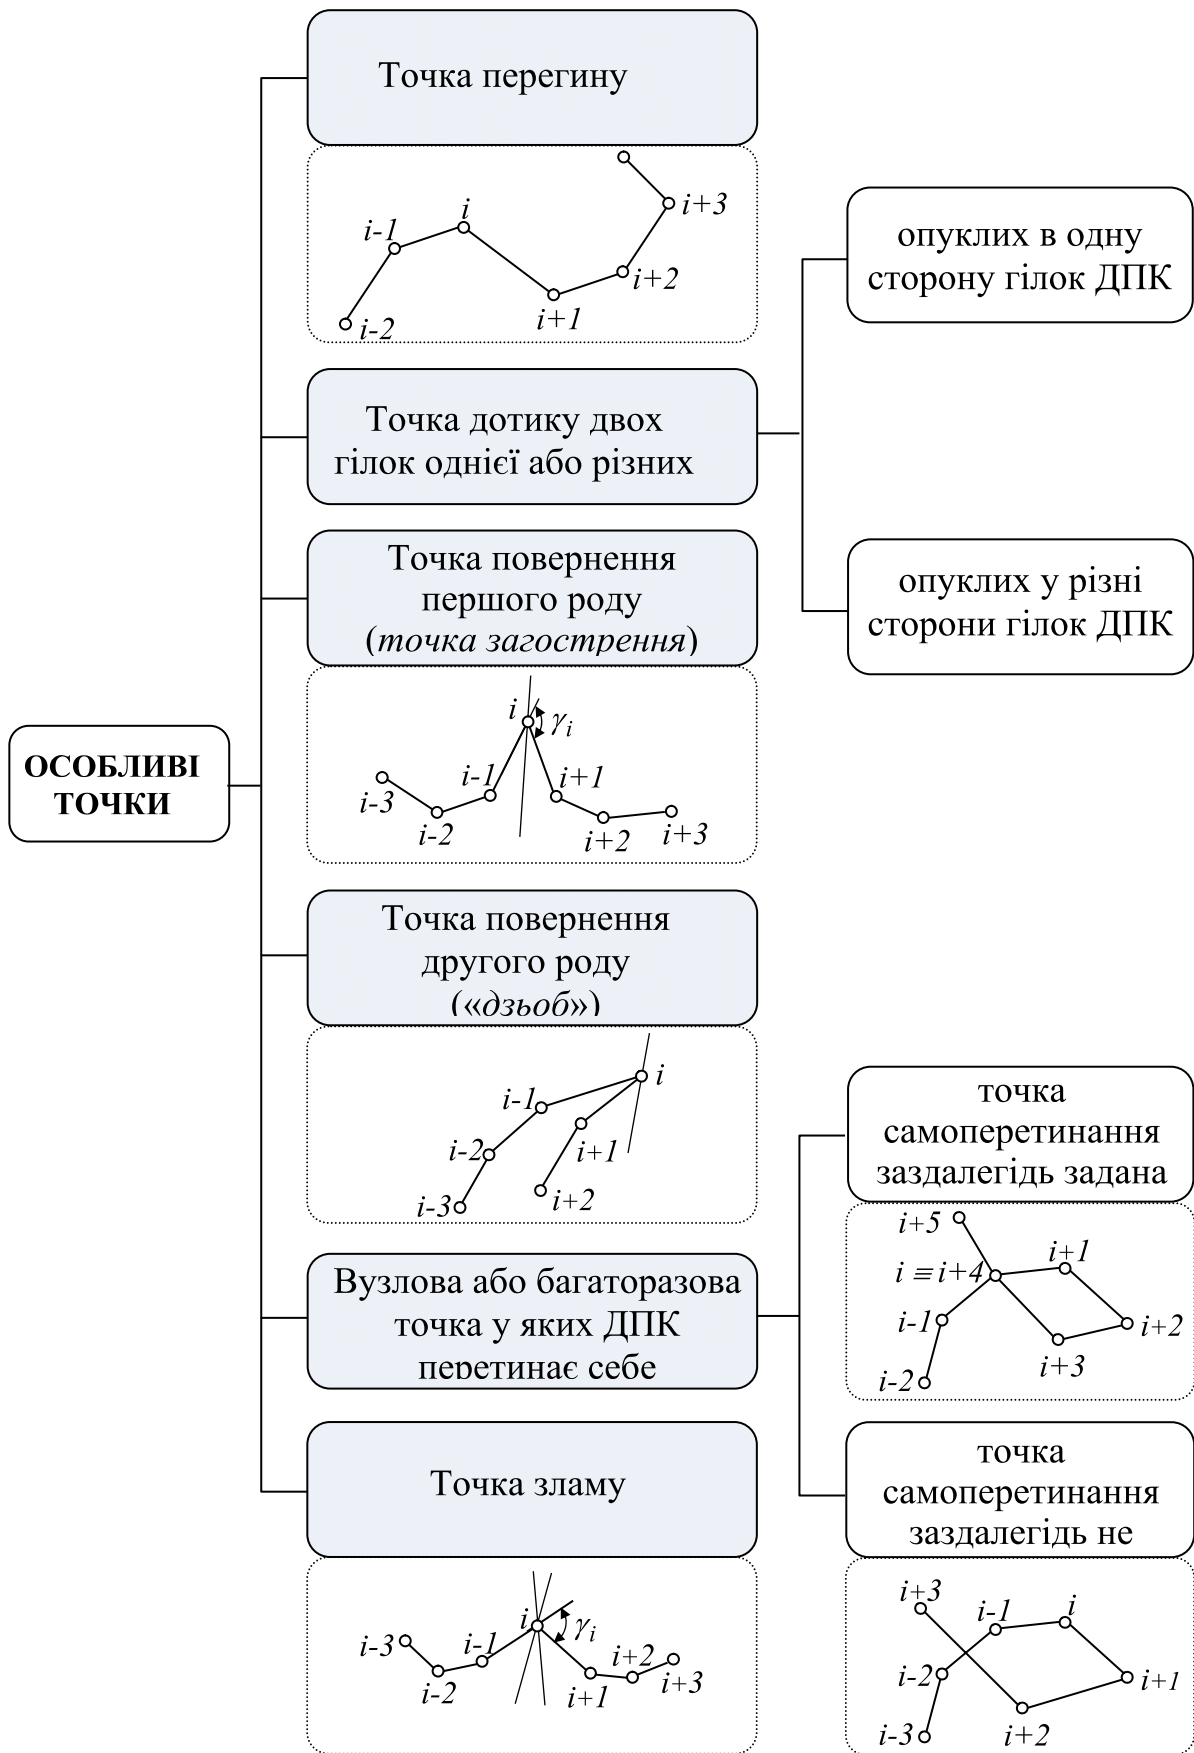 Точка перегину
i-2
i-1
i
i+1
i+2
i+3
опуклих в одну
сторону гілок ДПК
Точка дотику двох
гілок однієї або різних
опуклих у різні
сторони гілок ДПК
Точка повернення
першого роду
(точка загострення)
i
γi
i-3
i-2
i-1
i+1
i+2
i+3
ОСОБЛИВІ
ТОЧКИ
Точка повернення
другого роду
(«дзьоб»)
i
i-1
i-2
i-3
i+1
i+2
Вузлова або багаторазова
точка у яких ДПК
перетинає себе
точка
самоперетинання
заздалегідь задана
i+5
i ≡ i+4
i+1
i-1
i+2
i+3
i-2
Точка зламу
i
γi
i-3
i-2
i-1
i+1
i+2
i+3
точка
самоперетинання
заздалегідь не
i+3
i-1
i
i-2
i+1
i-3
i+2